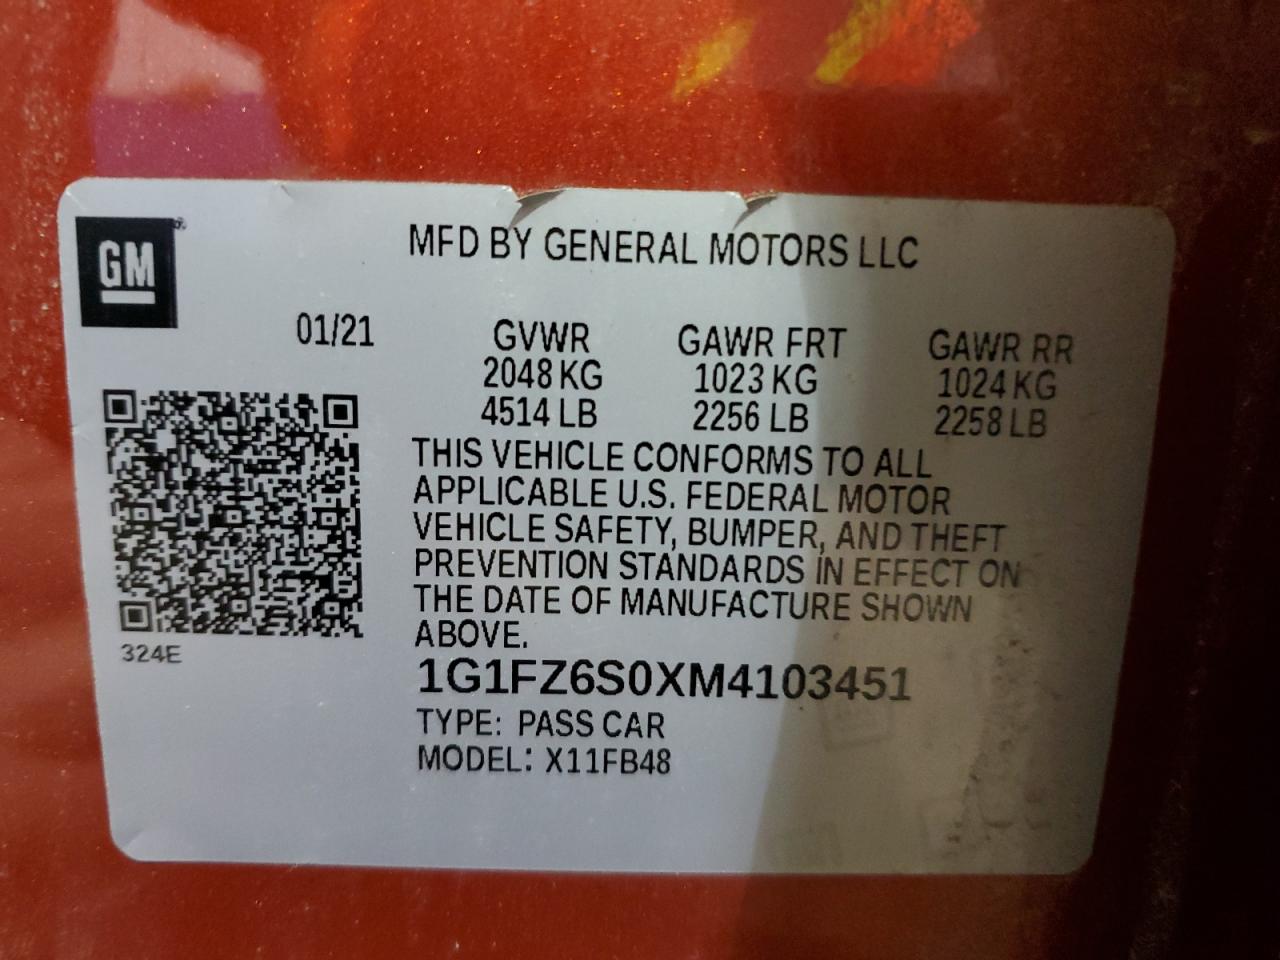 GM
MFD BY GENERAL MOTORS LLC
01/21
GVWR GAWR FRT GAWR RR
2048 KG 1023 KG 1024 KG
4514 LB 2256 LB 2258 LB
THIS VEHICLE CONFORMS TO ALL
APPLICABLE U.S. FEDERAL MOTOR
VEHICLE SAFETY, BUMPER, AND THEFT
PREVENTION STANDARDS IN EFFECT ON
THE DATE OF MANUFACTURE SHOWN
ABOVE.
324E
1G1FZ6S0XM4103451
TYPE: PASS CAR
MODEL: X11FB48